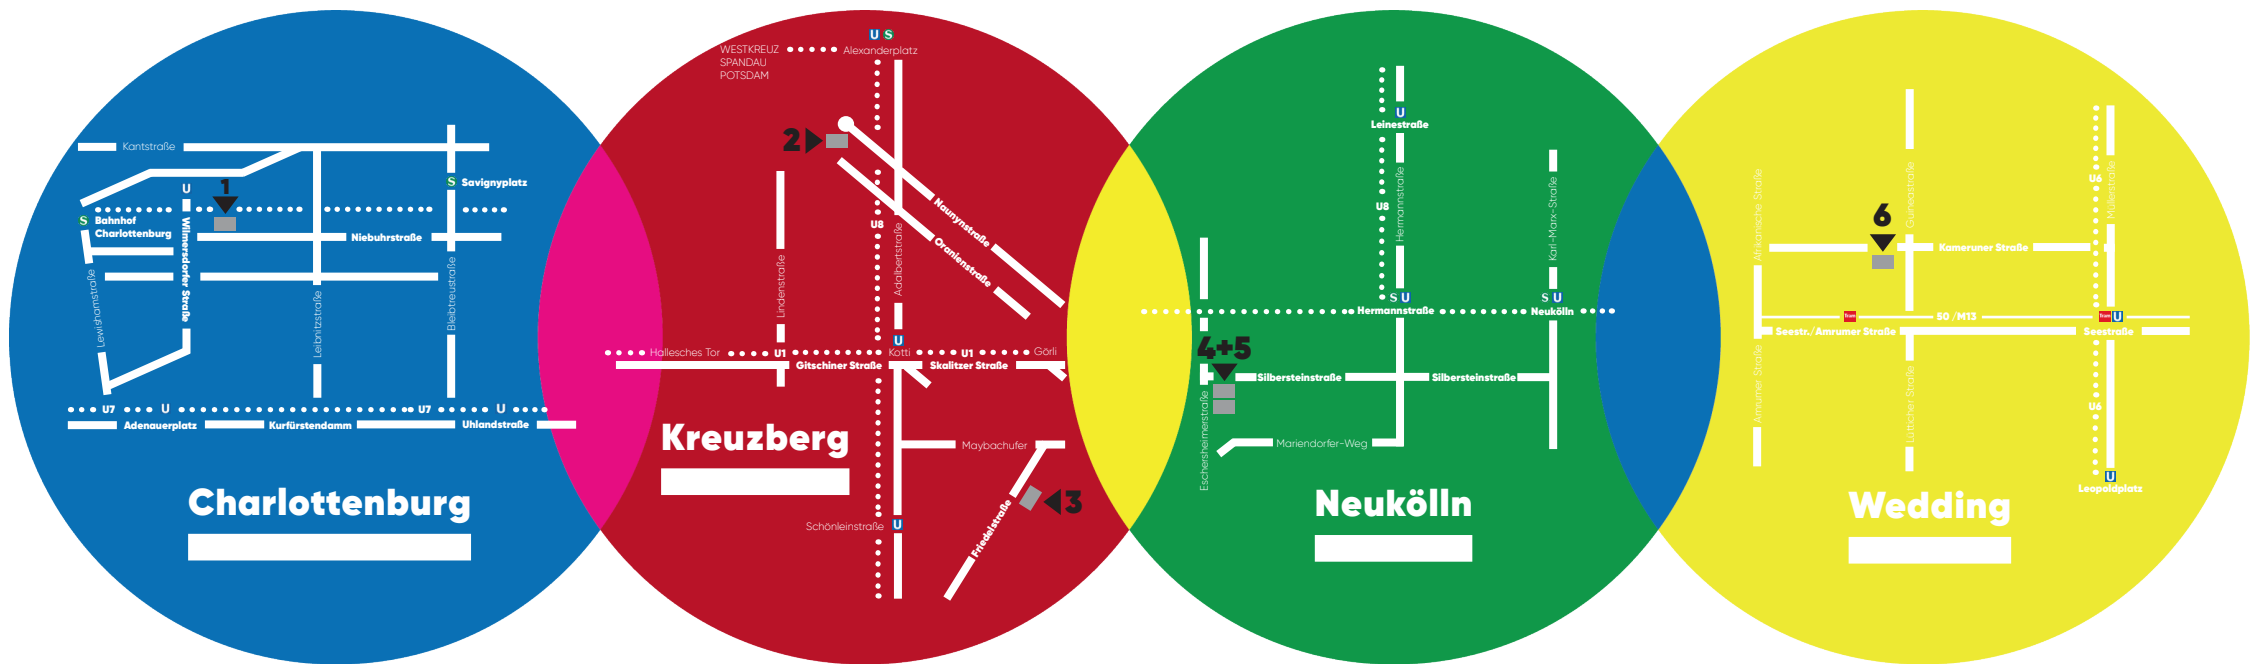 Kantstraße
U
1
S Savignyplatz
S Bahnhof
Charlottenburg
Wilmersdorfer Straße
Niebuhrstraße
Lewishamstraße
Leibnitzstraße
Bleibtreustraße
U7 U U7 U
Adenauerplatz Kurfürstendamm Uhlandstraße
Charlottenburg
U S
WESTKREUZ Alexanderplatz
SPANDAU
POTSDAM
2
Naunynstraße
Oranienstraße
U8
Adalbertstraße
Lindenstraße
U
Hallesches Tor U1 Kotti U1 Görli
Gitschiner Straße Skalitzer Straße
Kreuzberg
Maybachufer
3
Friedelstraße
Schönleinstraße U
U
Leinestraße
Hermannstraße
U8
Karl-Marx-Straße
S U S U
Hermannstraße Neukölln
4+5
Silbersteinstraße Silbersteinstraße
Eschersheimerstraße
Mariendorfer-Weg
Neukölln
Afrikanische Straße
Guineastraße
U6
Müllerstraße
6
Kameruner Straße
Tram 50 /M13 Tram U
Seestr./Amrumer Straße Seestraße
Amrumer Straße
Lütticher Straße
U6
U
Leopoldplatz
Wedding